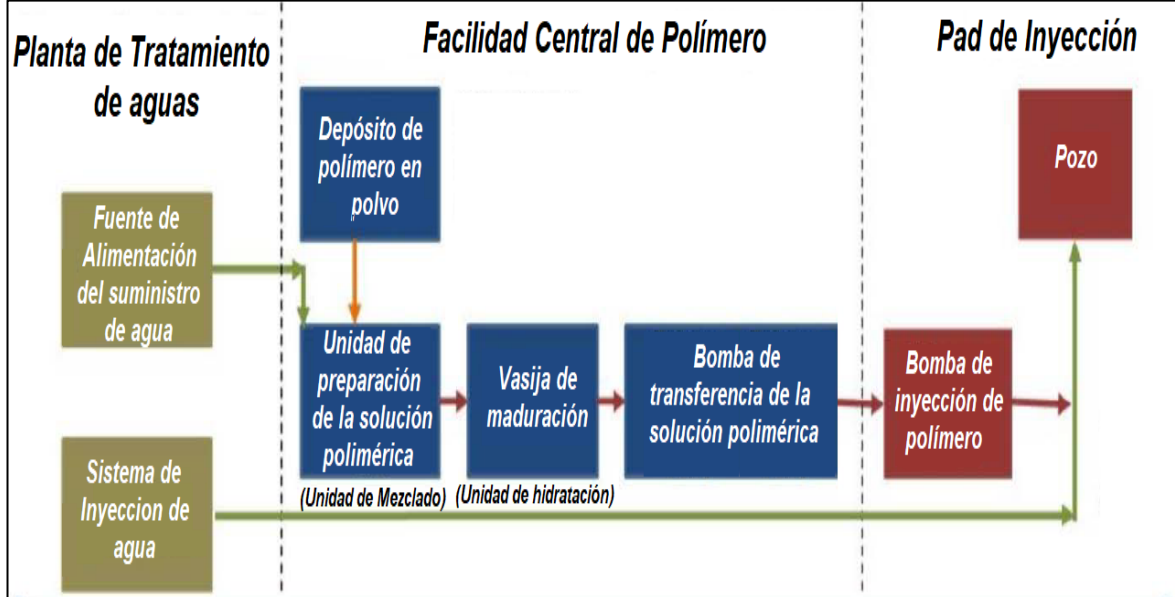 Planta de Tratamiento
de aguas
Facilidad Central de Polímero
Pad de Inyección
Depósito de
polímero en
polvo
Pozo
Fuente de
Alimentación
del suministro
de agua
Unidad de
preparación
de la solución
polimérica
(Unidad de Mezclado)
Vasija de
maduración
(Unidad de hidratación)
Bomba de
transferencia de la
solución polimérica
Bomba de
inyección de
polímero
Sistema de
Inyeccion de
agua